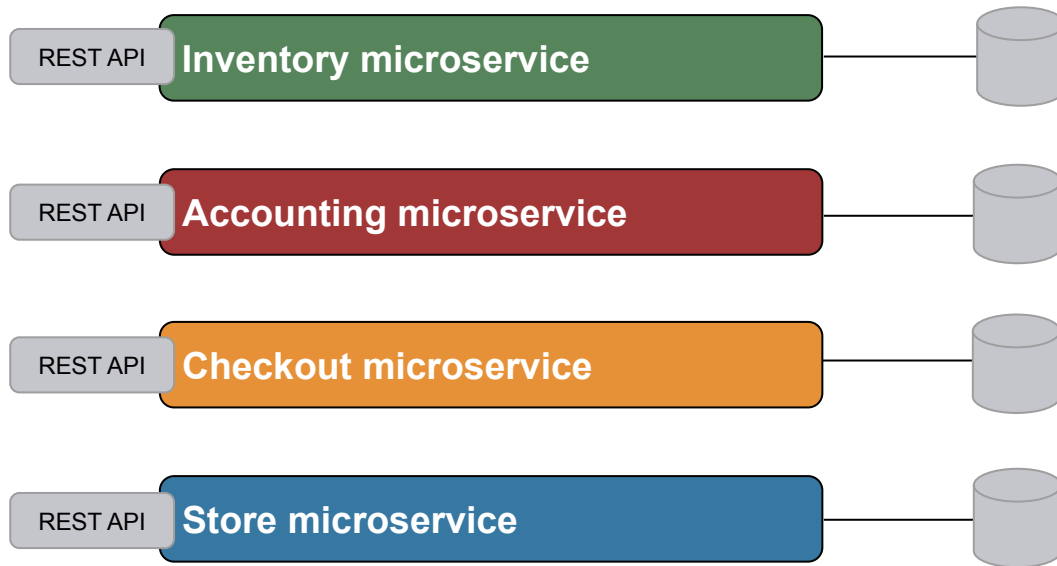 REST API Inventory microservice
REST API Accounting microservice
REST API Checkout microservice
REST API Store microservice